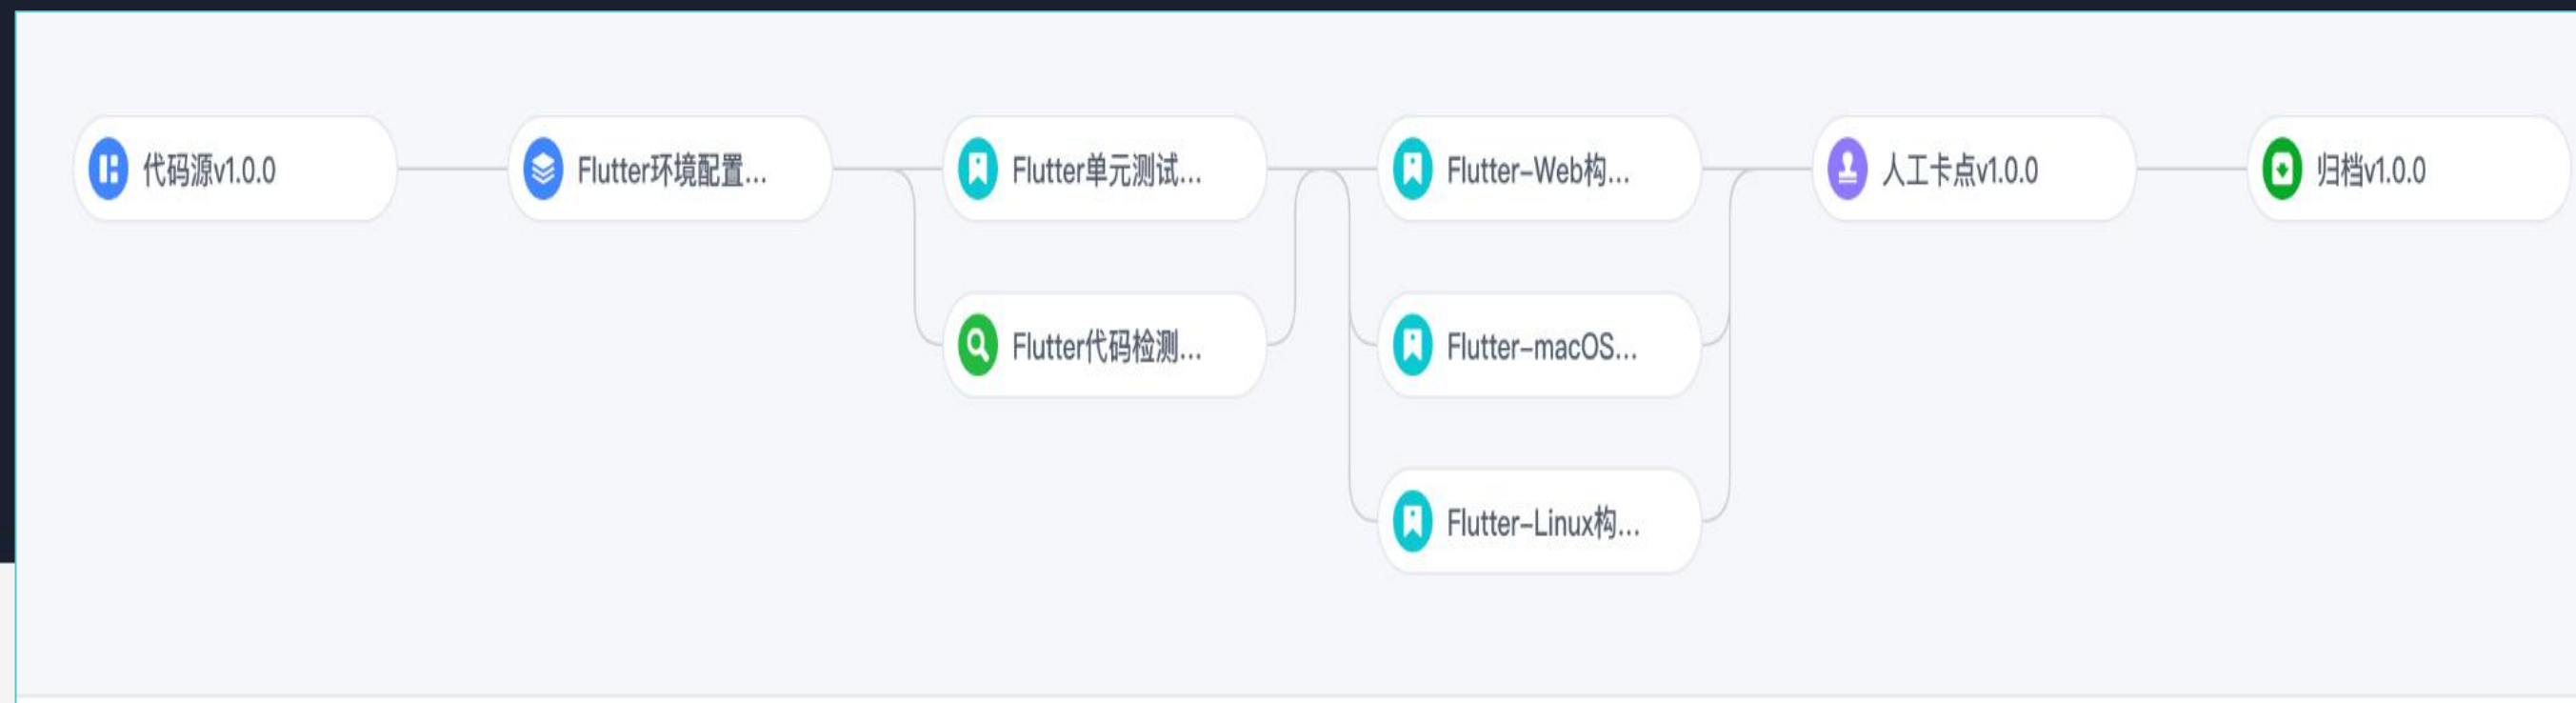 代码源v1.0.0
Flutter环境配置...
Flutter单元测试...
Flutter-Web构...
人工卡点v1.0.0
归档v1.0.0
Flutter代码检测...
Flutter-macOS...
Flutter-Linux构...